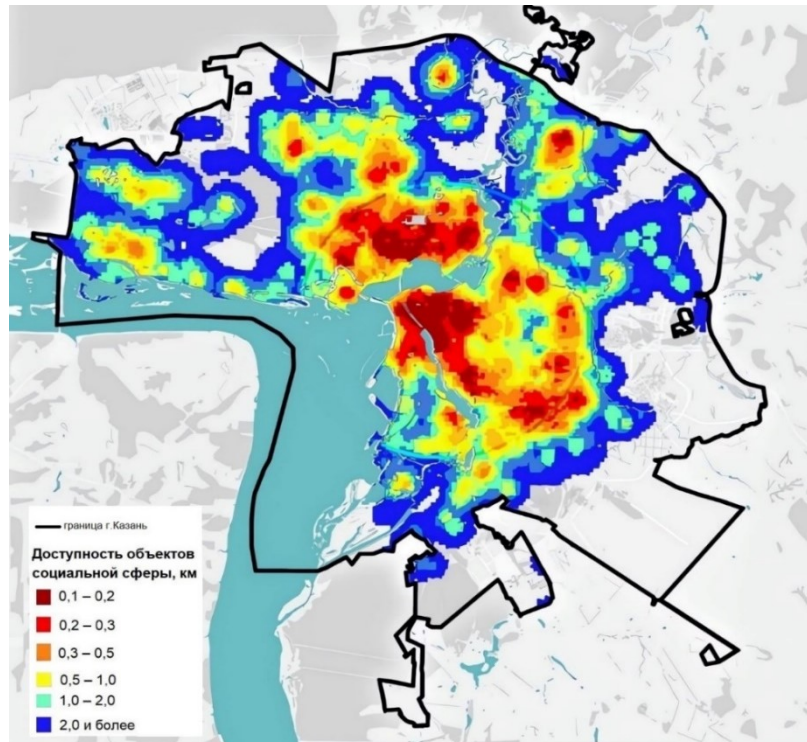 граница г.Казань
Доступность объектов
социальной сферы, км
0,1 – 0,2
0,2 – 0,3
0,3 – 0,5
0,5 – 1,0
1,0 – 2,0
2,0 и более